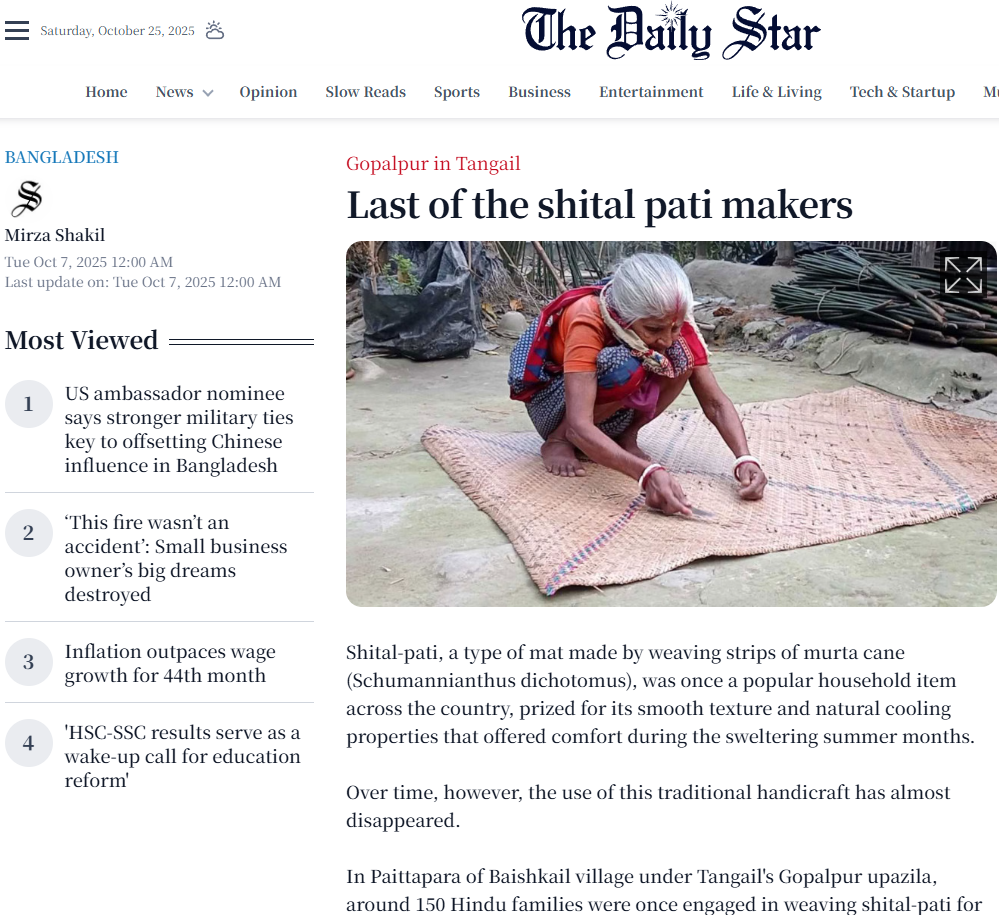 Saturday, October 25, 2025
The Daily Star
Home News Opinion Slow Reads Sports Business Entertainment Life & Living Tech & Startup
BANGLADESH
S
Mirza Shakil
Tue Oct 7, 2025 12:00 AM
Last update on: Tue Oct 7, 2025 12:00 AM
Most Viewed
1
US ambassador nominee
says stronger military ties
key to offsetting Chinese
influence in Bangladesh
2
‘This fire wasn’t an
accident’: Small business
owner’s big dreams
destroyed
3
Inflation outpaces wage
growth for 44th month
4
'HSC-SSC results serve as a
wake-up call for education
reform'
Gopalpur in Tangail
Last of the shital pati makers
Shital-pati, a type of mat made by weaving strips of murta cane
(Schumannianthus dichotomus), was once a popular household item
across the country, prized for its smooth texture and natural cooling
properties that offered comfort during the sweltering summer months.
Over time, however, the use of this traditional handicraft has almost
disappeared.
In Paittapara of Baishkail village under Tangail's Gopalpur upazila,
around 150 Hindu families were once engaged in weaving shital-pati for